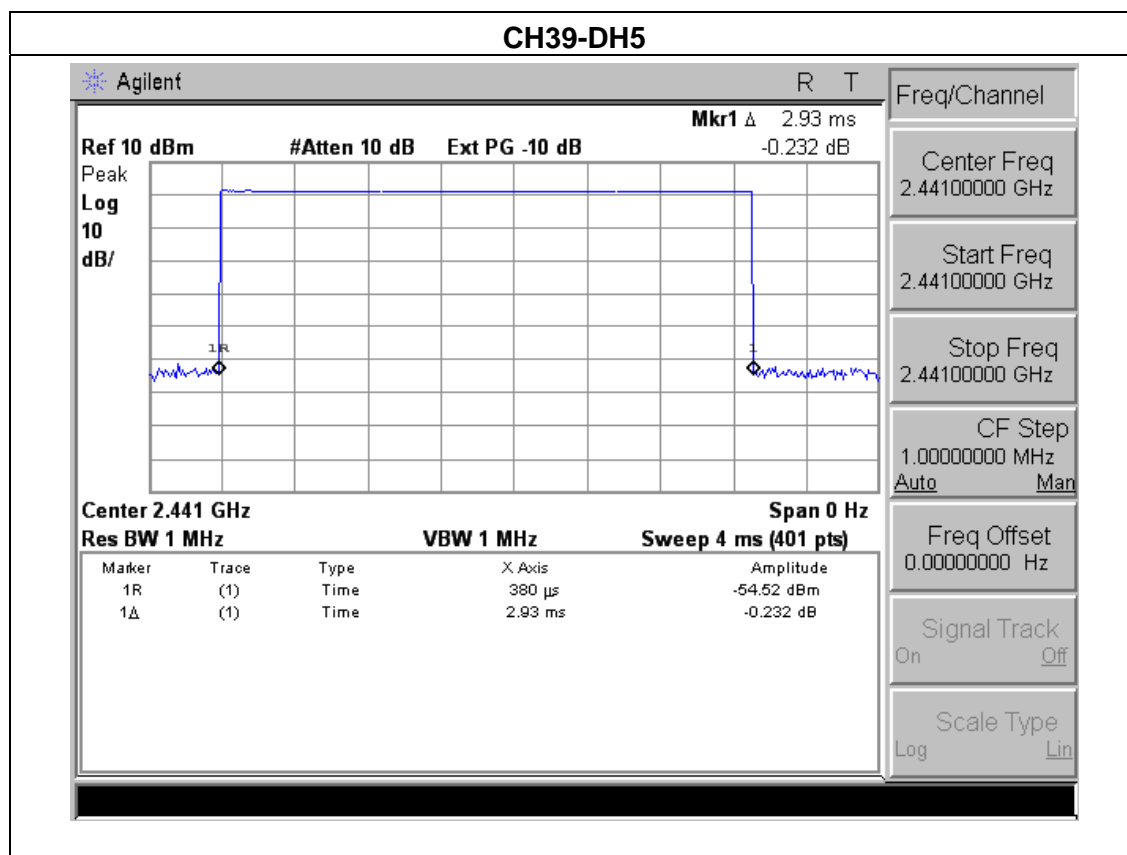 CH39-DH5
Agilent R T
Mkr1 Δ 2.93 ms
Ref 10 dBm #Atten 10 dB Ext PG -10 dB -0.232 dB
Peak
Log
10
dB/
1R
1
Center 2.441 GHz Span 0 Hz
Res BW 1 MHz VBW 1 MHz Sweep 4 ms (401 pts)
Marker Trace Type X Axis Amplitude
1R (1) Time 380 μs -54.52 dBm
1Δ (1) Time 2.93 ms -0.232 dB
Freq/Channel
Center Freq
2.44100000 GHz
Start Freq
2.44100000 GHz
Stop Freq
2.44100000 GHz
CF Step
1.00000000 MHz
Auto Man
Freq Offset
0.00000000 Hz
Signal Track
On Off
Scale Type
Log Lin